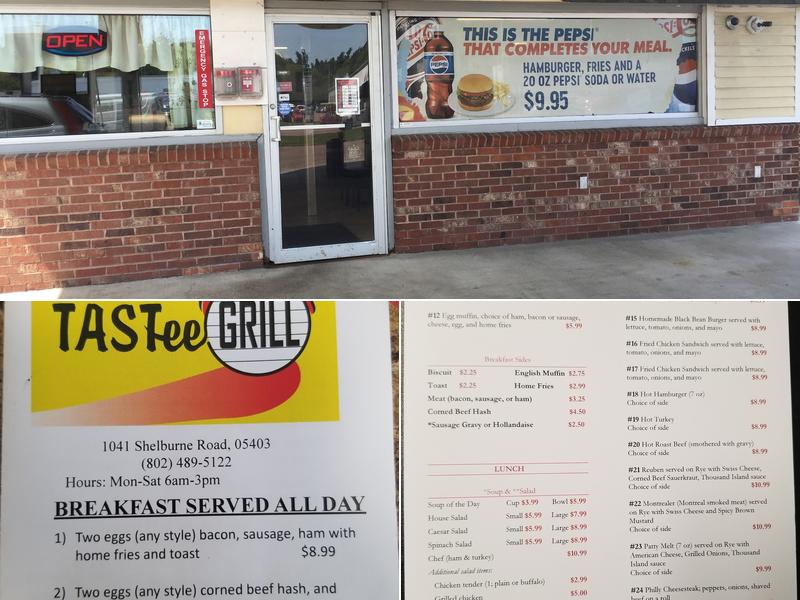 OPEN
EMERGENCY GAS STOP
THIS IS THE PEPSI
THAT COMPLETES YOUR MEAL.
HAMBURGER, FRIES AND A
20 OZ PEPSI SODA OR WATER
$9.95
PEPSI
TASTee GRILL
1041 Shelburne Road, 05403
(802) 489-5122
Hours: Mon-Sat 6am-3pm
BREAKFAST SERVED ALL DAY
1) Two eggs (any style) bacon, sausage, ham with
home fries and toast $8.99
2) Two eggs (any style) corned beef hash, and
#12 Egg muffin, choice of ham, bacon or sausage,
cheese, egg, and home fries $5.99
Breakfast Sides
Biscuit $2.25 English Muffin $2.75
Toast $2.25 Home Fries $2.99
Meat (bacon, sausage, or ham) $3.25
Corned Beef Hash $4.50
*Sausage Gravy or Hollandaise $2.50
LUNCH
*Soup & **Salad
Soup of the Day Cup $3.99 Bowl $5.99
House Salad Small $5.99 Large $7.99
Caesar Salad Small $5.99 Large $8.99
Spinach Salad Small $5.99 Large $8.99
Chef (ham & turkey) $10.99
Additional salad items:
Chicken tender (1; plain or buffalo) $2.99
Grilled chicken $5.00
#15 Homemade Black Bean Burger served with
lettuce, tomato, onions, and mayo $8.99
#16 Fried Chicken Sandwich served with lettuce,
tomato, onions, and mayo $8.99
#17 Fried Chicken Sandwich served with lettuce,
tomato, onions, and mayo $8.99
#18 Hot Hamburger (7 oz)
Choice of side $8.99
#19 Hot Turkey
Choice of side $8.99
#20 Hot Roast Beef (smothered with gravy)
Choice of side $8.99
#21 Reuben served on Rye with Swiss Cheese,
Corned Beef Sauerkraut, Thousand Island sauce
Choice of side $10.99
#22 Montrealer (Montreal smoked meat) served
on Rye with Swiss Cheese and Spicy Brown
Mustard
Choice of side $10.99
#23 Patty Melt (7 oz) served on Rye with
American Cheese, Grilled Onions, Thousand
Island sauce
Choice of side $9.99
#24 Philly Cheesesteak; peppers, onions, shaved
beef on a roll